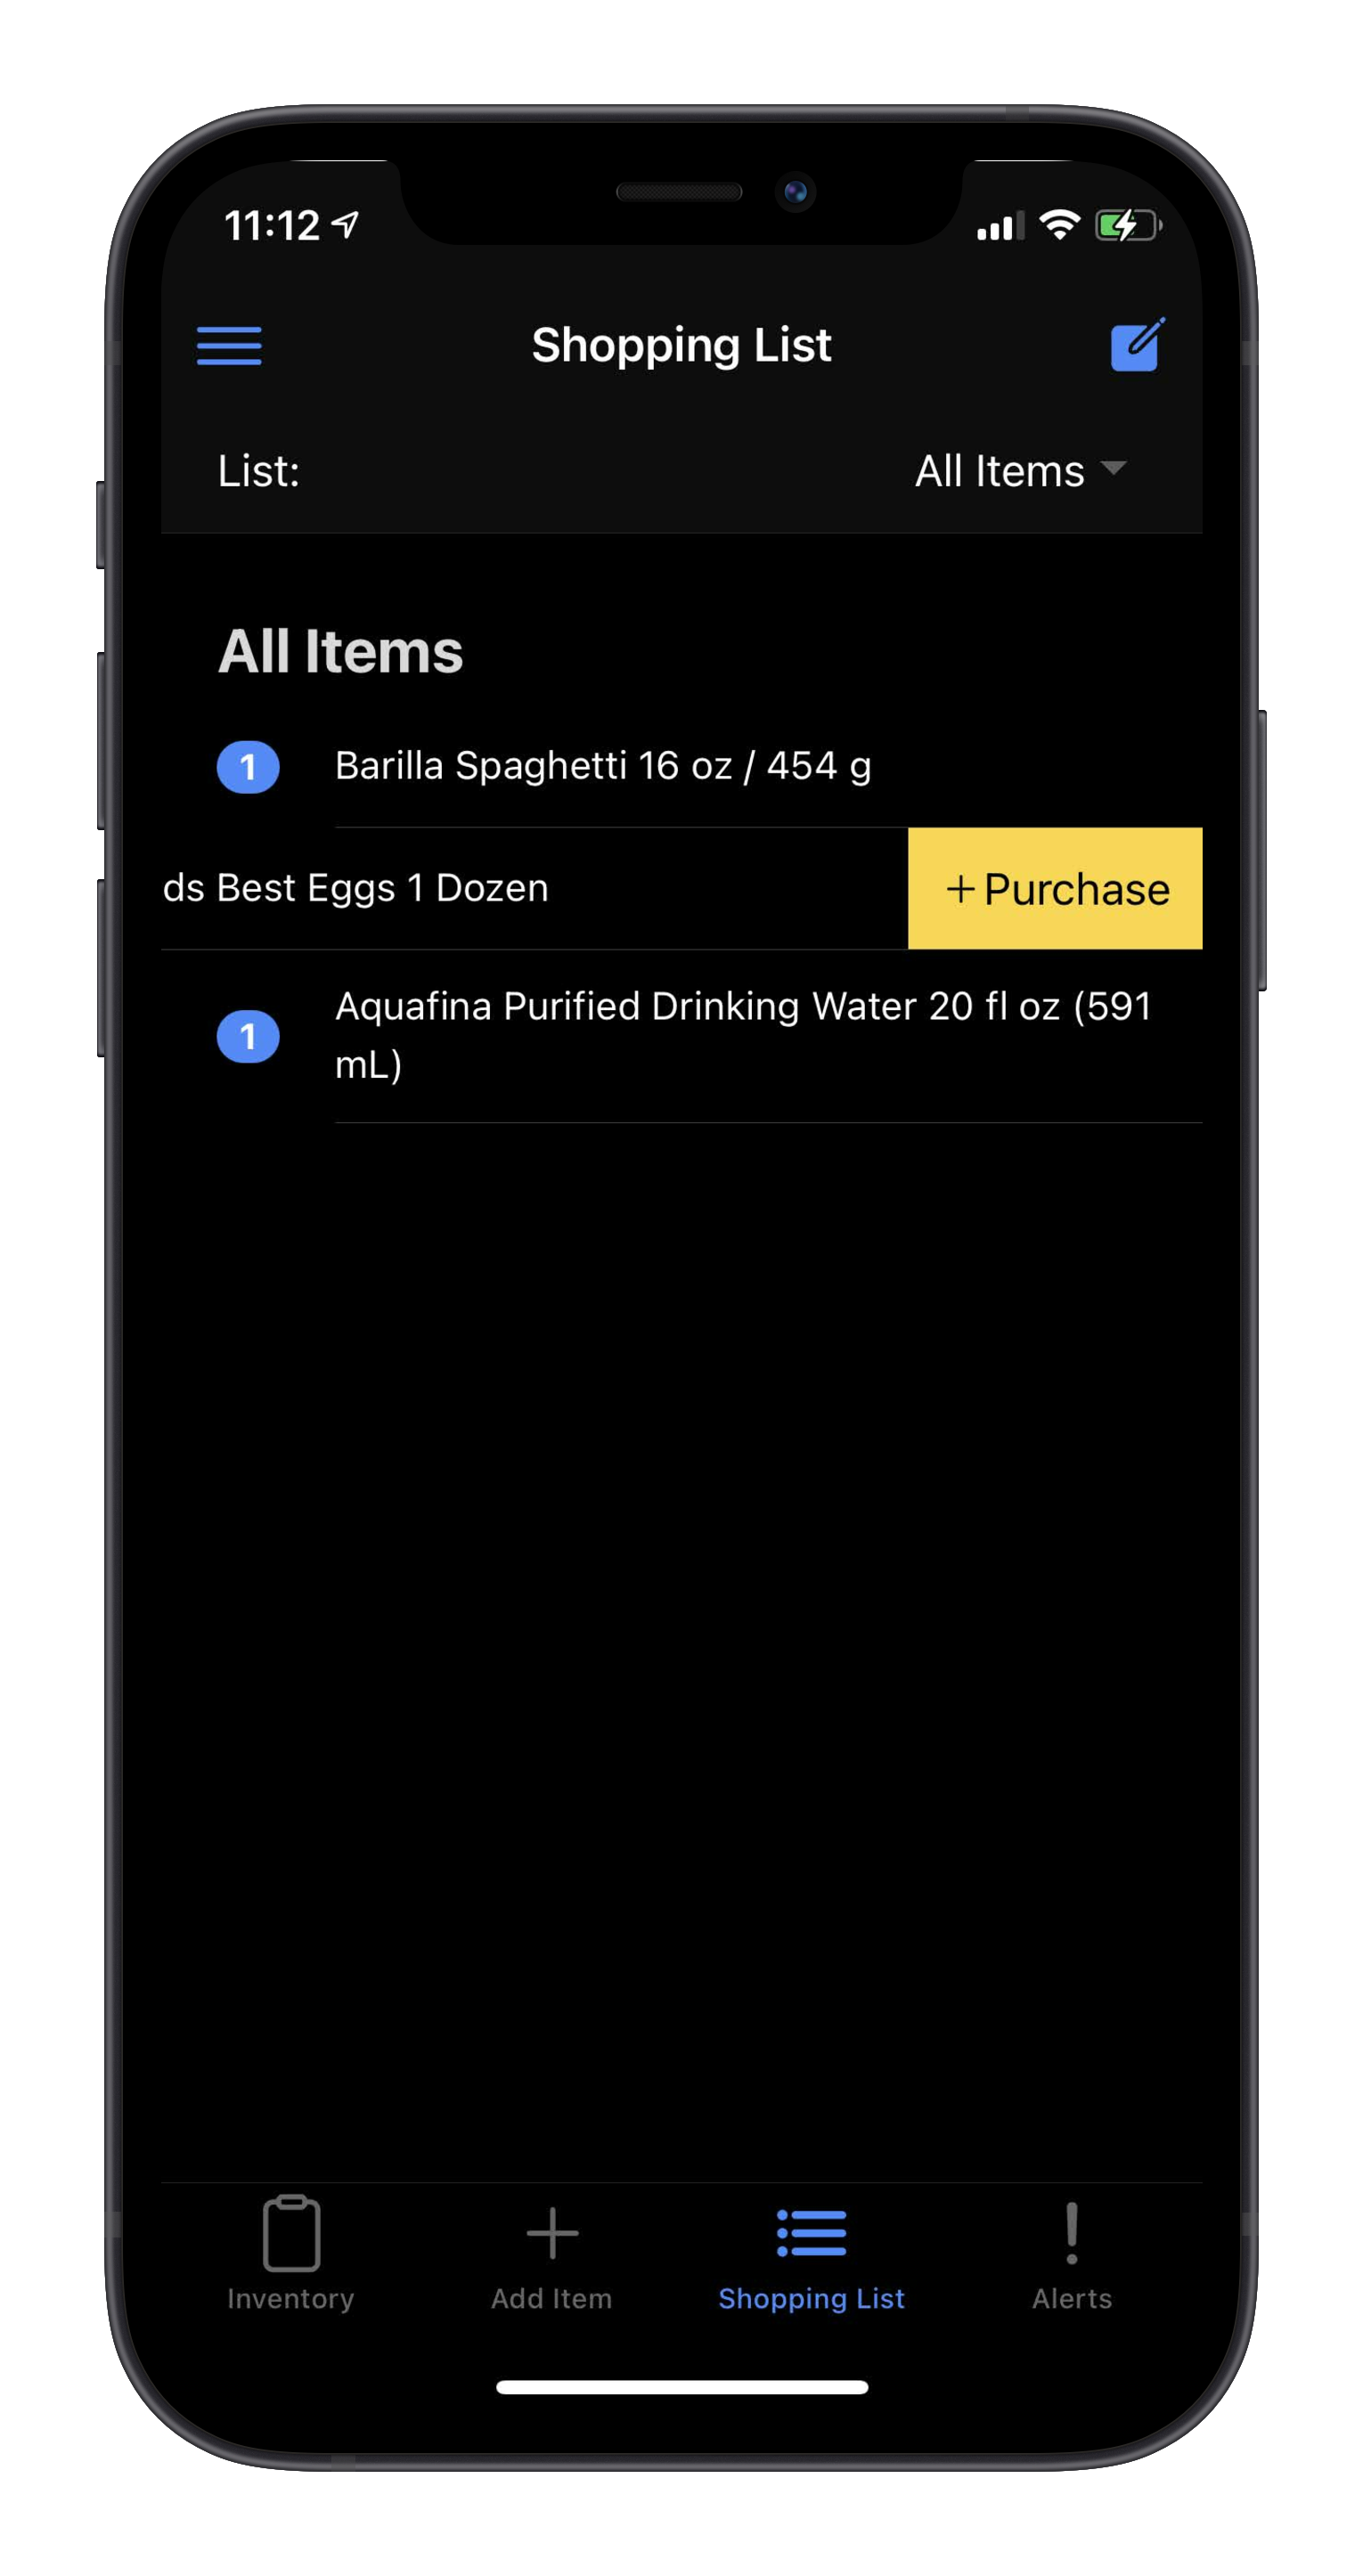 11:12
Shopping List
List:
All Items
All Items
1
Barilla Spaghetti 16 oz / 454 g
ds Best Eggs 1 Dozen
+ Purchase
1
Aquafina Purified Drinking Water 20 fl oz (591
mL)
Inventory
Add Item
Shopping List
Alerts